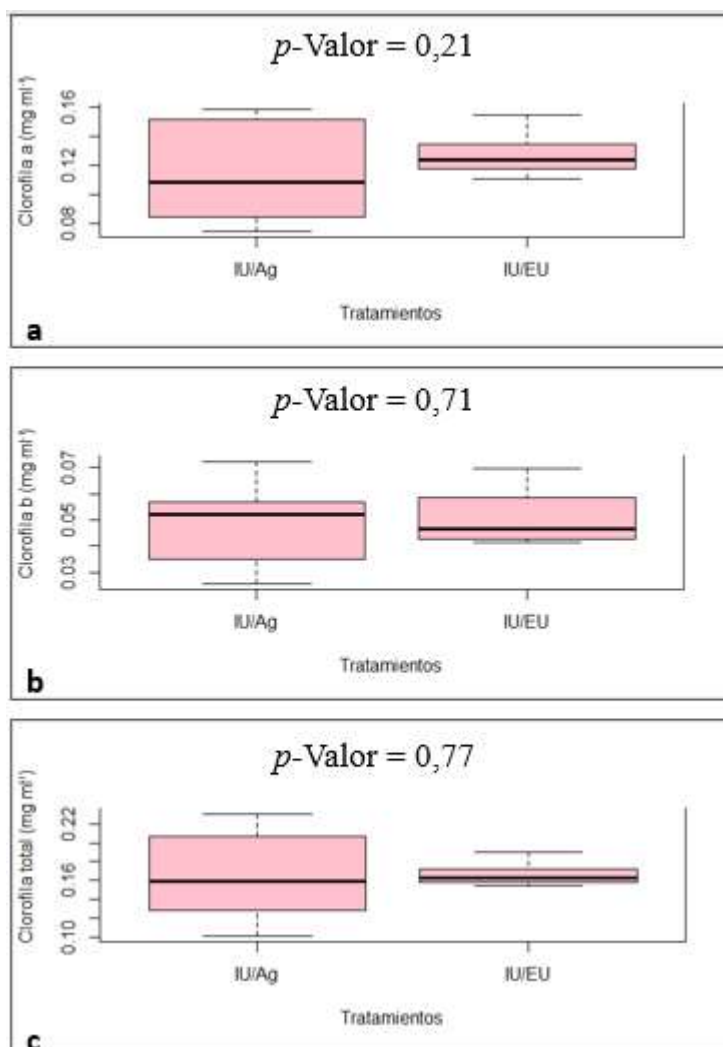 p-Valor = 0,21
Clorofila a (mg ml⁻¹)
0.16
0.12
0.08
IU/Ag IU/EU
Tratamientos
a
p-Valor = 0,71
Clorofila b (mg ml⁻¹)
0.07
0.05
0.03
IU/Ag IU/EU
Tratamientos
b
p-Valor = 0,77
Clorofila total (mg ml⁻¹)
0.22
0.16
0.10
IU/Ag IU/EU
Tratamientos
c